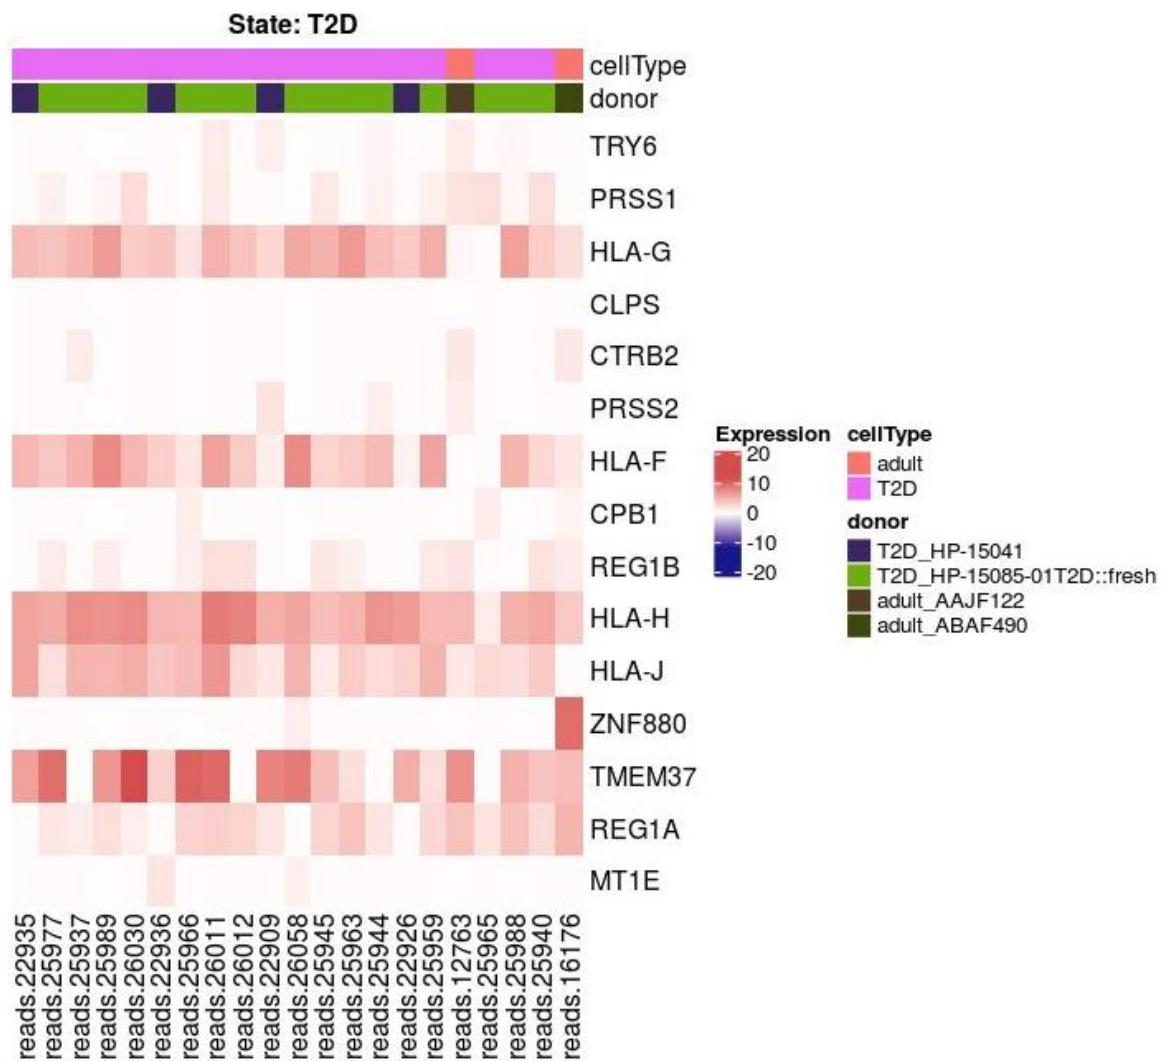 State: T2D
cellType
donor
TRY6
PRSS1
HLA-G
CLPS
CTRB2
PRSS2
HLA-F
CPB1
REG1B
HLA-H
HLA-J
ZNF880
TMEM37
REG1A
MT1E
reads.22935
reads.25977
reads.25937
reads.25989
reads.26030
reads.22936
reads.25966
reads.26011
reads.26012
reads.22909
reads.26058
reads.25945
reads.25963
reads.25944
reads.22926
reads.25959
reads.12763
reads.25965
reads.25988
reads.25940
reads.16176
Expression
20
10
0
-10
-20
cellType
adult
T2D
donor
T2D_HP-15041
T2D_HP-15085-01T2D::fresh
adult_AAJF122
adult_ABAF490